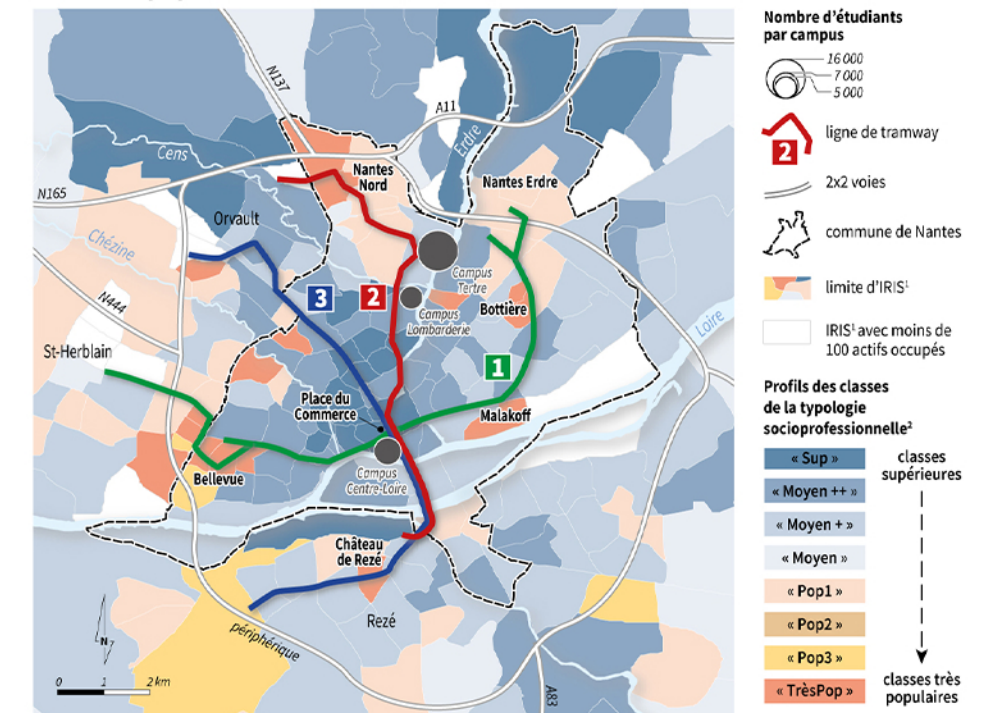 N137
A11
Erdre
Cens
Nantes
Nord
Nantes Erdre
N165
Orvault
Chézine
Campus
Tertre
3
2
Campus
Lombarderie
Bottière
N444
Loire
St-Herblain
1
Place du
Commerce
Malakoff
Bellevue
Campus
Centre-Loire
Château
de Rezé
Rezé
périphérique
N
0 1 2 km
A83
Nombre d'étudiants
par campus
16 000
7 000
5 000
2
ligne de tramway
2x2 voies
commune de Nantes
limite d'IRIS¹
IRIS¹ avec moins de
100 actifs occupés
Profils des classes
de la typologie
socioprofessionnelle²
« Sup »
classes
supérieures
« Moyen ++ »
« Moyen + »
« Moyen »
« Pop1 »
« Pop2 »
« Pop3 »
« TrèsPop »
classes très
populaires